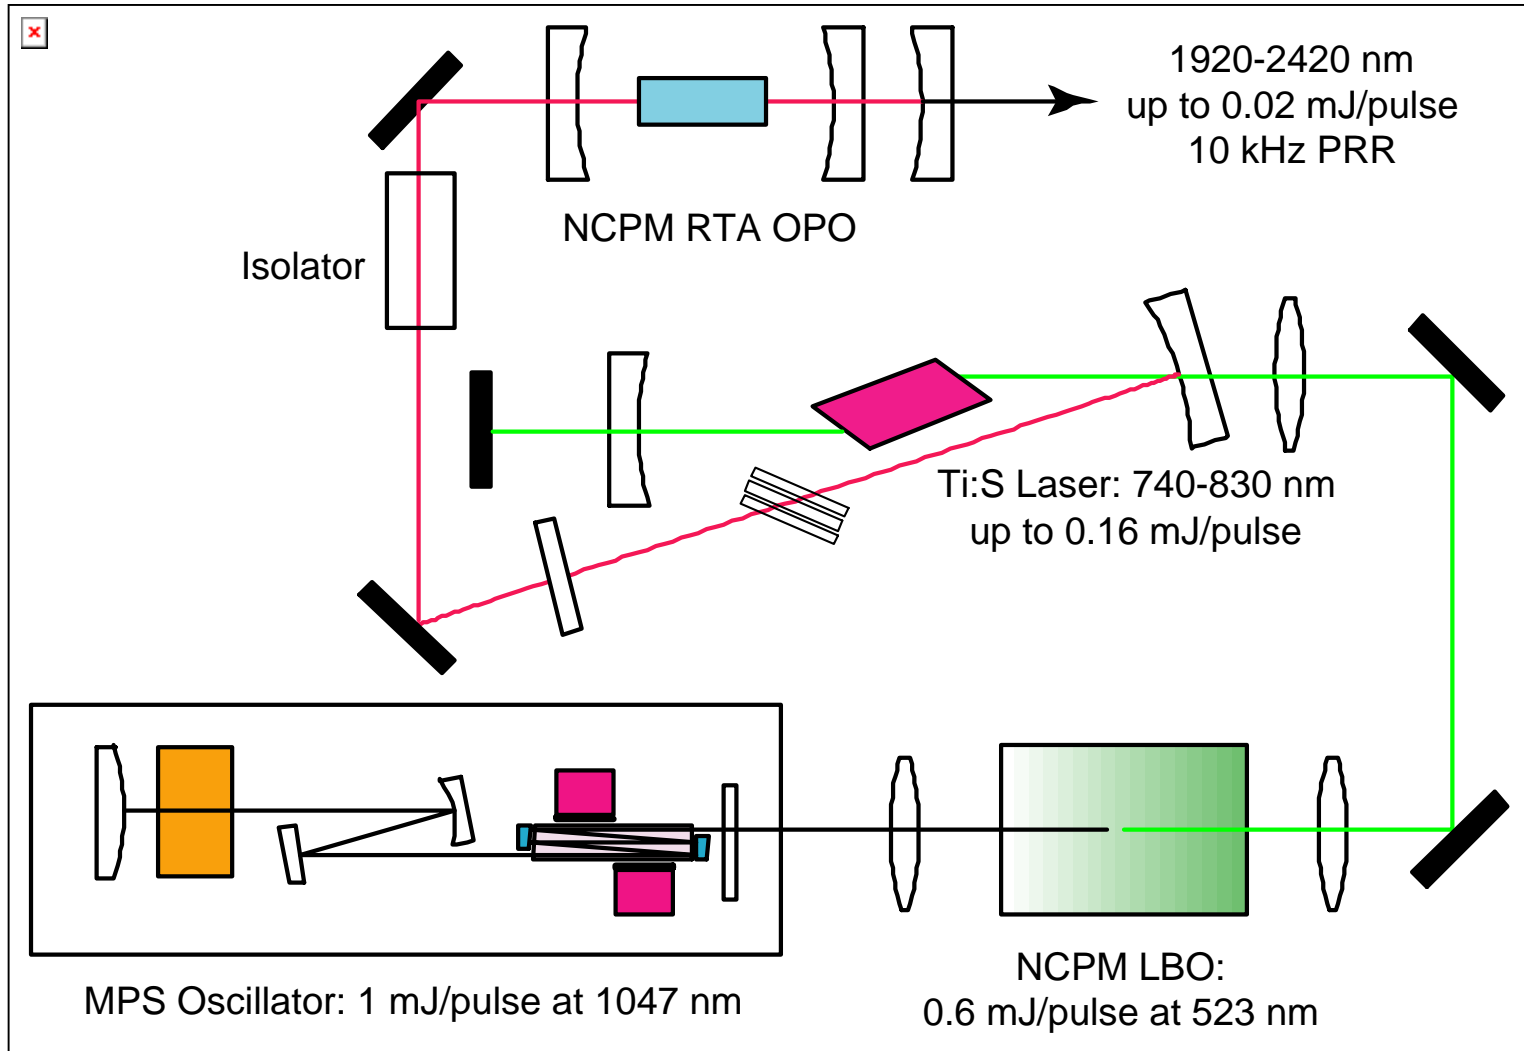 1920-2420 nm
up to 0.02 mJ/pulse
10 kHz PRR
NCPM RTA OPO
Isolator
Ti:S Laser: 740-830 nm
up to 0.16 mJ/pulse
NCPM LBO:
0.6 mJ/pulse at 523 nm
MPS Oscillator: 1 mJ/pulse at 1047 nm